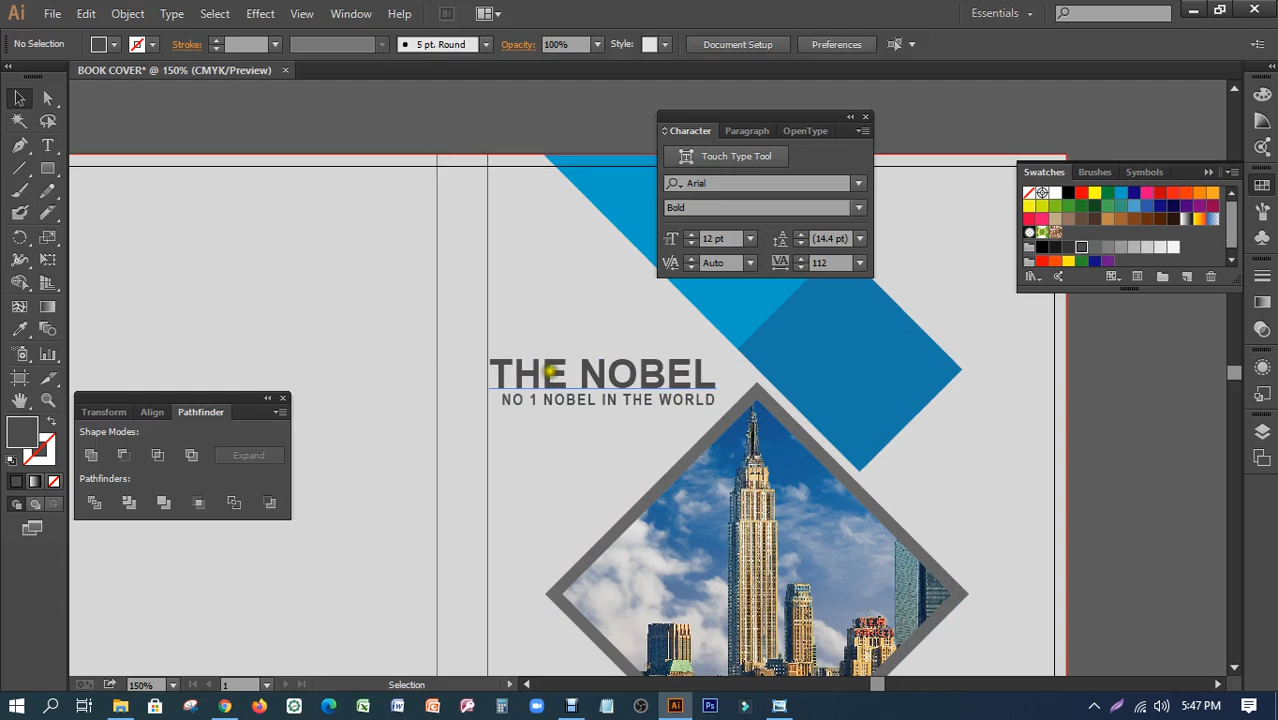 Ai File Edit Object Type Select Effect View Window Help Br Essentials
No Selection Stroke: 5 pt. Round Opacity: 100% Style: Document Setup Preferences
BOOK COVER* @ 150% (CMYK/Preview)
Character Paragraph OpenType
Touch Type Tool
Arial
Bold
12 pt (14.4 pt)
Auto 112
Swatches Brushes Symbols
THE NOBEL
NO 1 NOBEL IN THE WORLD
Transform Align Pathfinder
Shape Modes:
Expand
Pathfinders:
150% 1 Selection
Ai Ps
5:47 PM